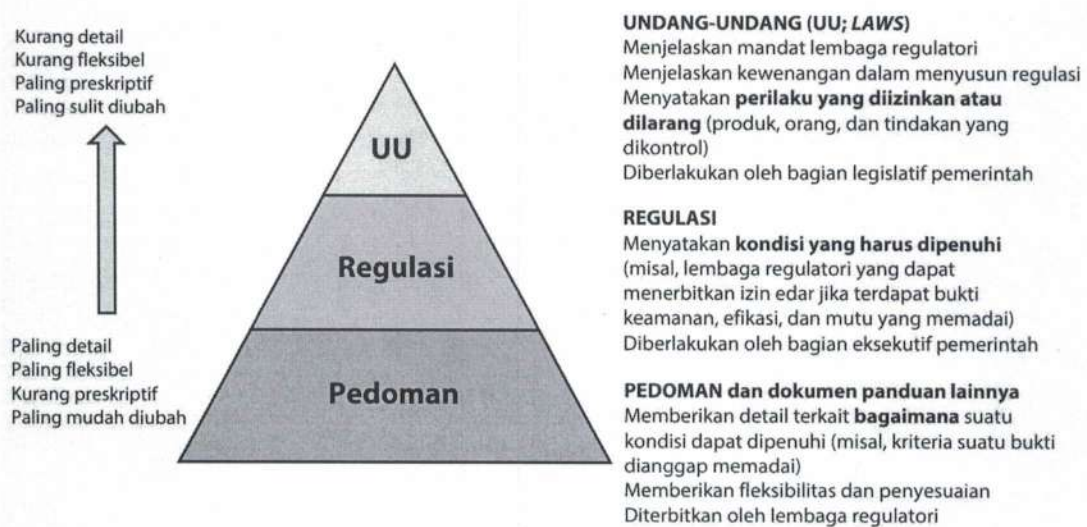 Kurang detail
Kurang fleksibel
Paling preskriptif
Paling sulit diubah
Paling detail
Paling fleksibel
Kurang preskriptif
Paling mudah diubah
UU
Regulasi
Pedoman
UNDANG-UNDANG (UU; LAWS)
Menjelaskan mandat lembaga regulatori
Menjelaskan kewenangan dalam menyusun regulasi
Menyatakan perilaku yang diizinkan atau
dilarang (produk, orang, dan tindakan yang
dikontrol)
Diberlakukan oleh bagian legislatif pemerintah
REGULASI
Menyatakan kondisi yang harus dipenuhi
(misal, lembaga regulatori yang dapat
menerbitkan izin edar jika terdapat bukti
keamanan, efikasi, dan mutu yang memadai)
Diberlakukan oleh bagian eksekutif pemerintah
PEDOMAN dan dokumen panduan lainnya
Memberikan detail terkait bagaimana suatu
kondisi dapat dipenuhi (misal, kriteria suatu bukti
dianggap memadai)
Memberikan fleksibilitas dan penyesuaian
Diterbitkan oleh lembaga regulatori